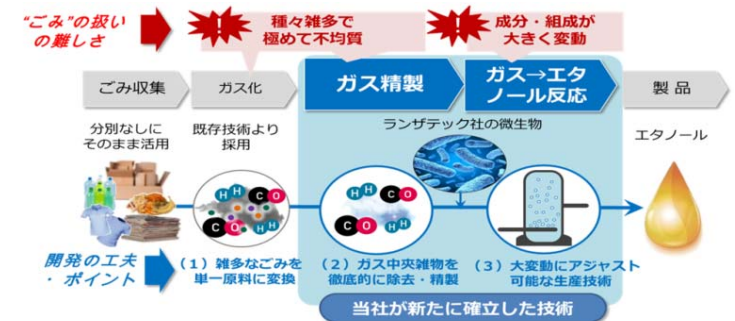 “ごみ”の扱い
の難しさ
種々雑多で
極めて不均質
成分・組成が
大きく変動
ごみ収集
ガス化
ガス精製
ガス→エタ
ノール反応
製品
分別なしに
そのまま活用
既存技術より
採用
ランザテック社の微生物
エタノール
H H C O
C O H H
H H C O
C O H H
開発の工夫
・ポイント
(1)雑多なごみを
単一原料に変換
(2)ガス中央雑物を
徹底的に除去・精製
(3)大変動にアジャスト
可能な生産技術
当社が新たに確立した技術